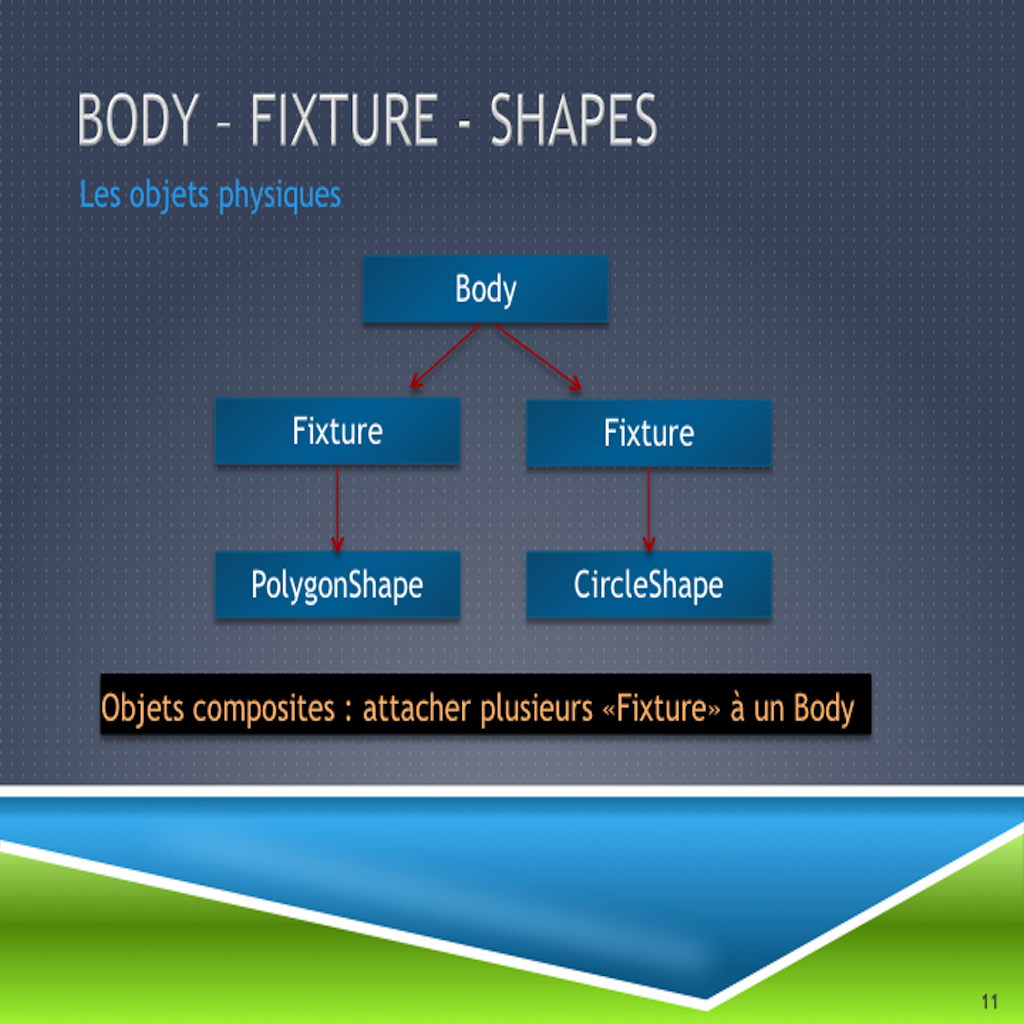 BODY – FIXTURE - SHAPES
Les objets physiques
Body
Fixture Fixture
PolygonShape CircleShape
Objets composites : attacher plusieurs «Fixture» à un Body
11